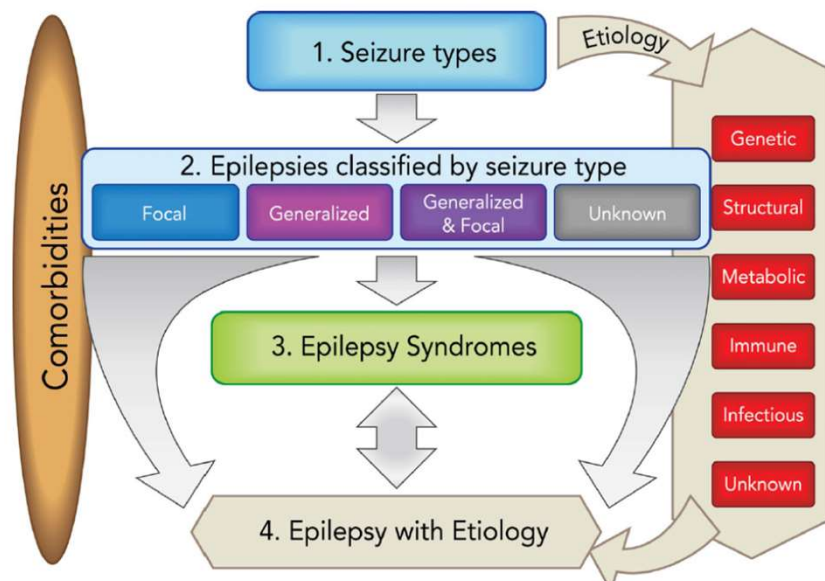 1. Seizure types
Etiology
Comorbidities
2. Epilepsies classified by seizure type
Focal
Generalized
Generalized
& Focal
Unknown
3. Epilepsy Syndromes
4. Epilepsy with Etiology
Genetic
Structural
Metabolic
Immune
Infectious
Unknown